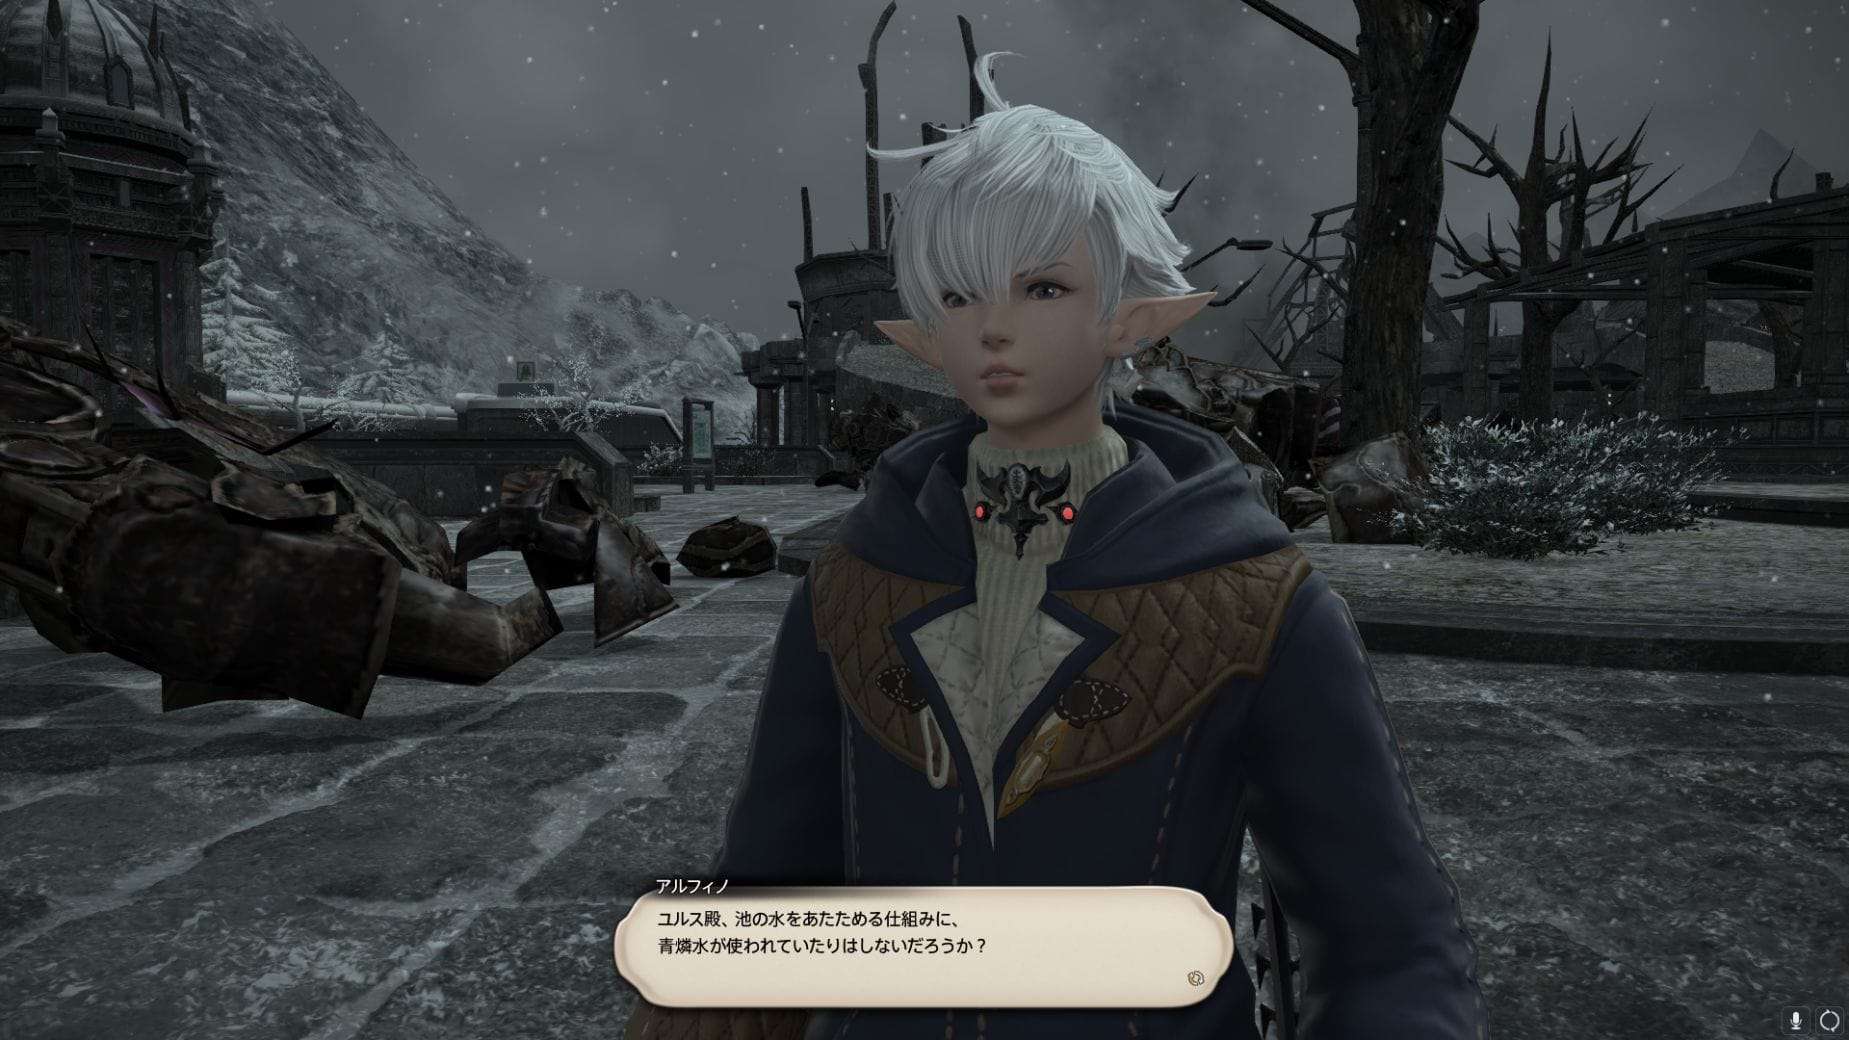 アルフィノ
ユルス殿、池の水をあたためる仕組みに、
青燐水が使われていたりはしないだろうか？